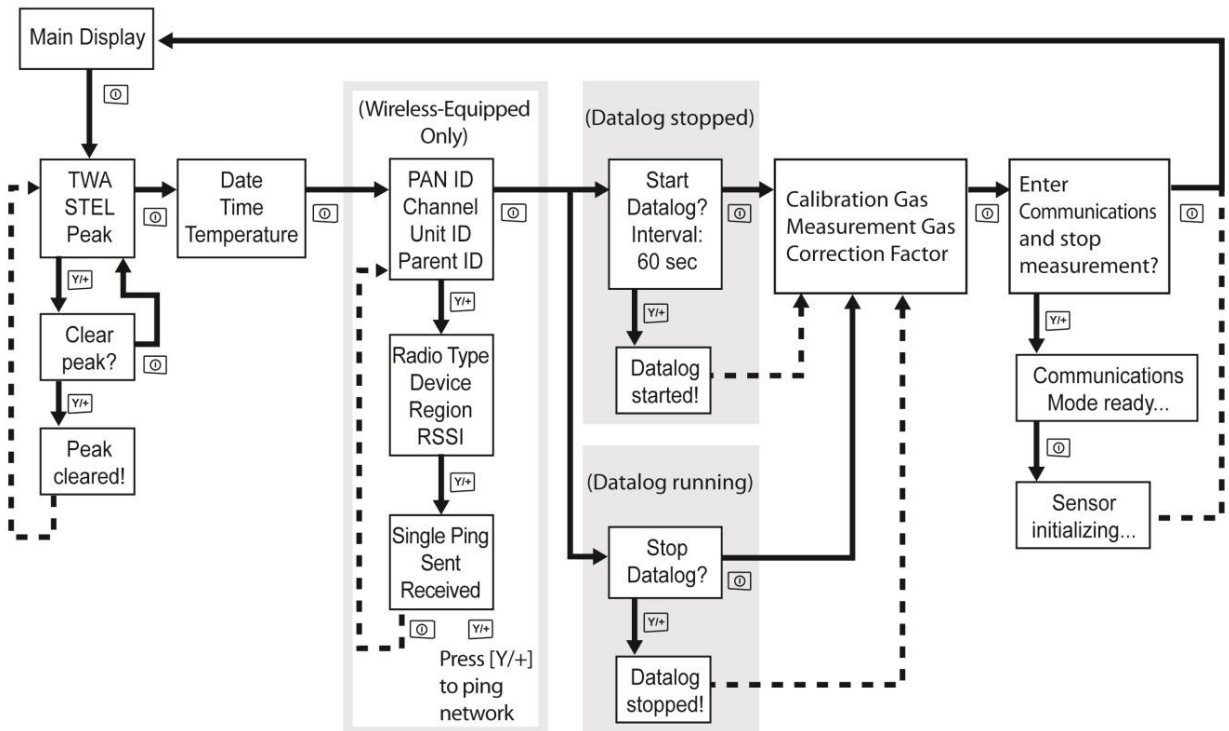 Main Display
TWA
STEL
Peak
Y/+
Clear
peak?
Y/+
Peak
cleared!
Date
Time
Temperature
(Wireless-Equipped
Only)
PAN ID
Channel
Unit ID
Parent ID
Y/+
Radio Type
Device
Region
RSSI
Y/+
Single Ping
Sent
Received
Y/+
Press [Y/+]
to ping
network
(Datalog stopped)
Start
Datalog?
Interval:
60 sec
Y/+
Datalog
started!
(Datalog running)
Stop
Datalog?
Y/+
Datalog
stopped!
Calibration Gas
Measurement Gas
Correction Factor
Enter
Communications
and stop
measurement?
Y/+
Communications
Mode ready...
Sensor
initializing...